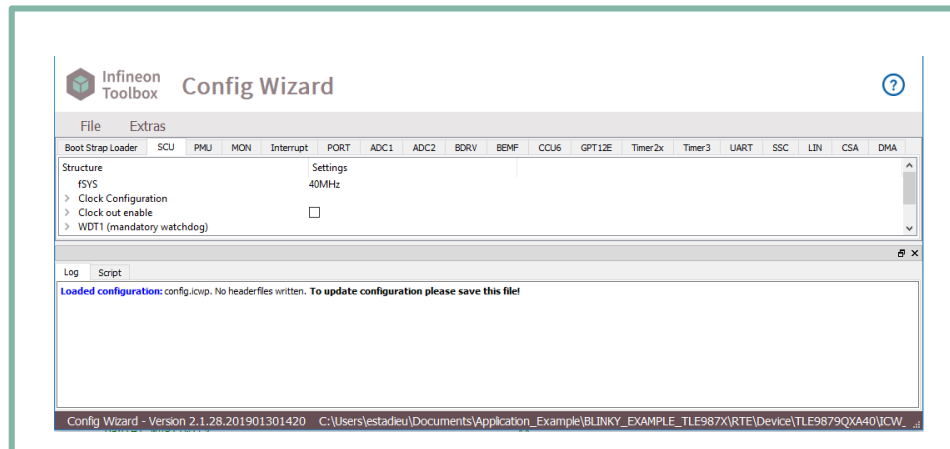 Infineon
Toolbox
Config Wizard
?
File Extras
Boot Strap Loader SCU PMU MON Interrupt PORT ADC1 ADC2 BDRV BEMF CCU6 GPT12E Timer2x Timer3 UART SSC LIN CSA DMA
Structure Settings
fSYS 40MHz
Clock Configuration
Clock out enable
WDT1 (mandatory watchdog)
Log Script
Loaded configuration: config.icwp. No headerfiles written. To update configuration please save this file!
Config Wizard - Version 2.1.28.201901301420 C:\Users\estadieu\Documents\Application_Example\BLINKY_EXAMPLE_TLE987X\RTE\Device\TLE9879QXA40\ICW_